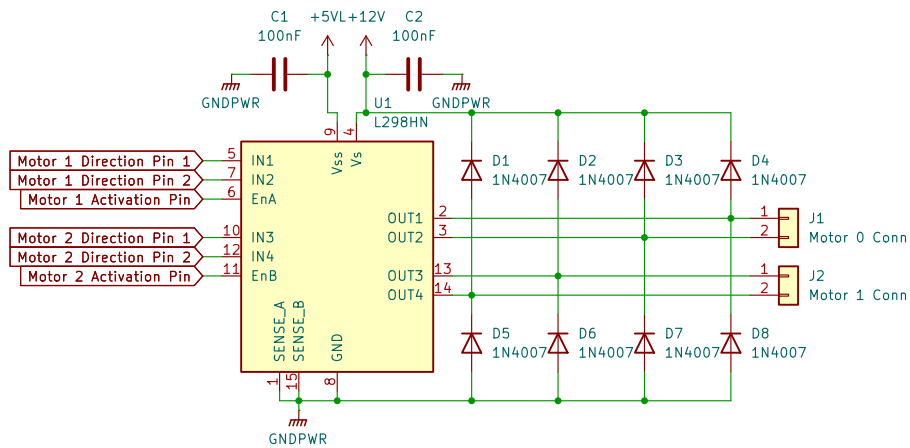 C1
100nF
+5VL+12V
C2
100nF
GNDPWR
GNDPWR
U1
L298HN
9
4
Vss
Vs
Motor 1 Direction Pin 1
5
IN1
Motor 1 Direction Pin 2
7
IN2
Motor 1 Activation Pin
6
EnA
Motor 2 Direction Pin 1
10
IN3
Motor 2 Direction Pin 2
12
IN4
Motor 2 Activation Pin
11
EnB
OUT1
2
OUT2
3
OUT3
13
OUT4
14
SENSE_A
SENSE_B
GND
1
15
8
GNDPWR
D1
1N4007
D2
1N4007
D3
1N4007
D4
1N4007
1
2
J1
Motor 0 Conn
1
2
J2
Motor 1 Conn
D5
1N4007
D6
1N4007
D7
1N4007
D8
1N4007